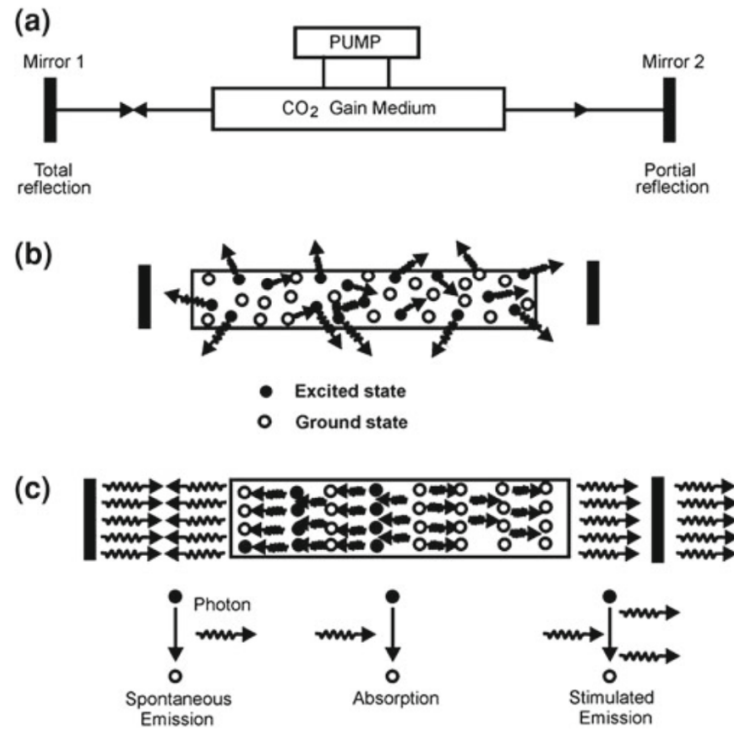 (a)
PUMP
Mirror 1
Mirror 2
CO2 Gain Medium
Total
reflection
Portial
reflection
(b)
Excited state
Ground state
(c)
Photon
Spontaneous
Emission
Absorption
Stimulated
Emission